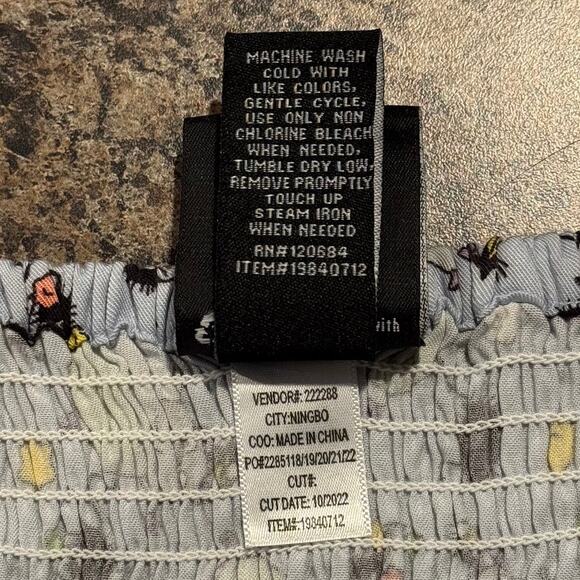 MACHINE WASH
COLD WITH
LIKE COLORS,
GENTLE CYCLE,
USE ONLY NON
CHLORINE BLEACH
WHEN NEEDED,
TUMBLE DRY LOW,
REMOVE PROMPTLY
TOUCH UP
STEAM IRON
WHEN NEEDED
RN#120684
ITEM#19840712
with
VENDOR#: 222288
CITY:NINGBO
COO: MADE IN CHINA
PO#2285118/19/20/21/22
CUT#:
CUT DATE: 10/2022
ITEM#:19840712